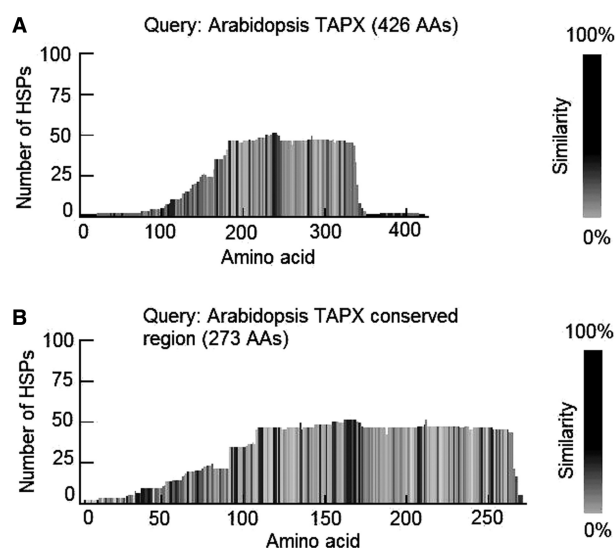 A
Query: Arabidopsis TAPX (426 AAs)
100
75
50
25
0
Number of HSPs
0 100 200 300 400
Amino acid
100%
Similarity
0%
B
Query: Arabidopsis TAPX conserved
region (273 AAs)
100
75
50
25
0
Number of HSPs
0 50 100 150 200 250
Amino acid
100%
Similarity
0%